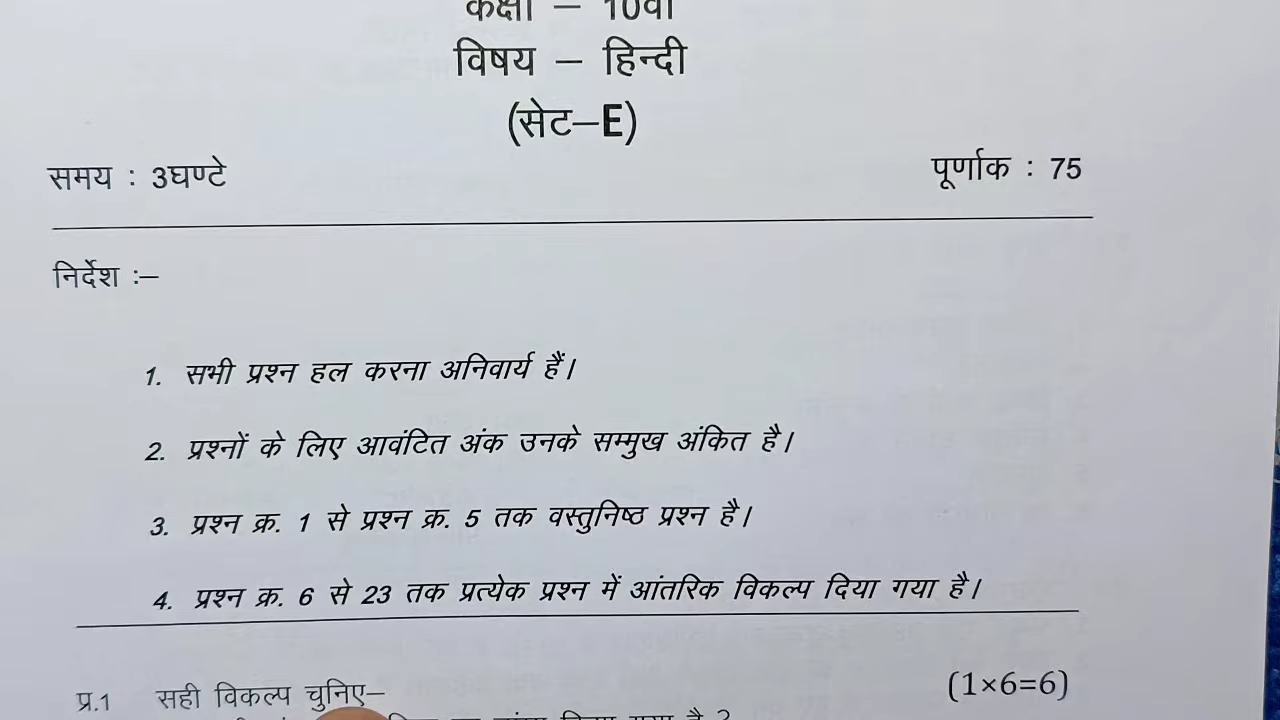 कक्षा – 10वीं
विषय – हिन्दी
(सेट–E)
समय : 3घण्टे पूर्णाक : 75
निर्देश :–
1. सभी प्रश्न हल करना अनिवार्य हैं।
2. प्रश्नों के लिए आवंटित अंक उनके सम्मुख अंकित है।
3. प्रश्न क्र. 1 से प्रश्न क्र. 5 तक वस्तुनिष्ठ प्रश्न है।
4. प्रश्न क्र. 6 से 23 तक प्रत्येक प्रश्न में आंतरिक विकल्प दिया गया है।
प्र.1 सही विकल्प चुनिए– (1×6=6)